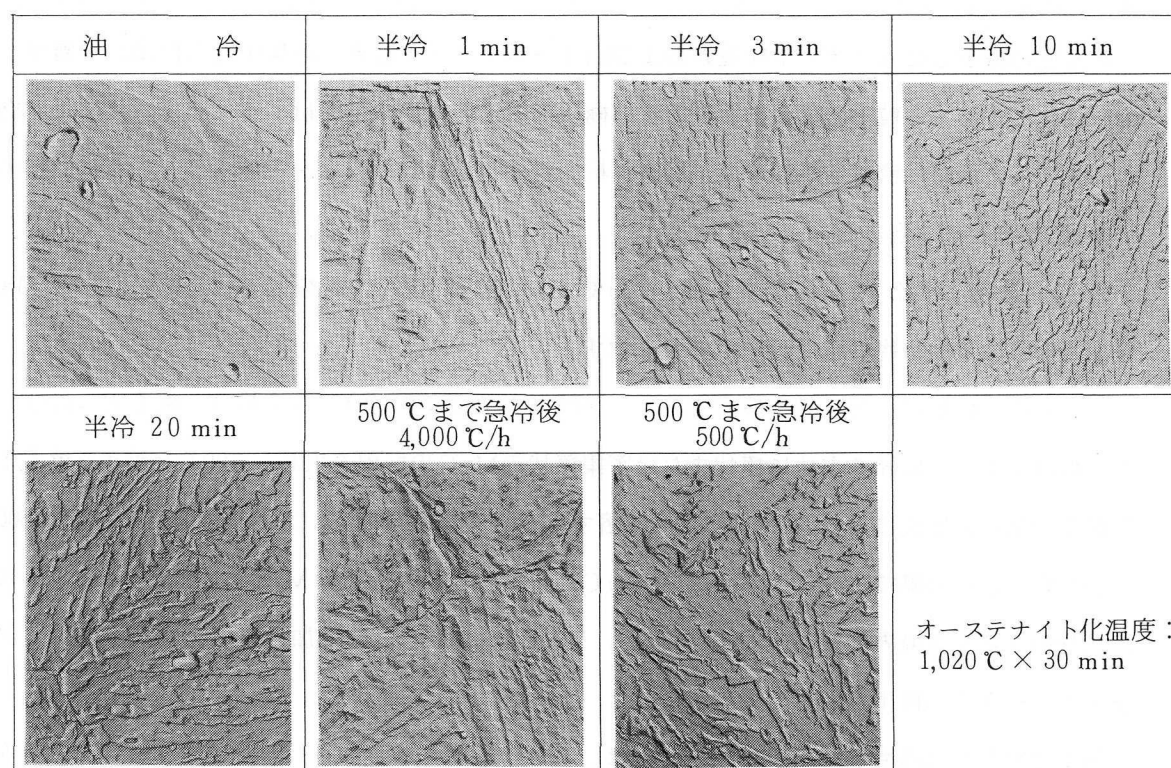 油 冷
半冷 1 min
半冷 3 min
半冷 10 min
半冷 20 min
500 ℃まで急冷後
4,000 ℃/h
500 ℃まで急冷後
500 ℃/h
オーステナイト化温度：
1,020 ℃ × 30 min